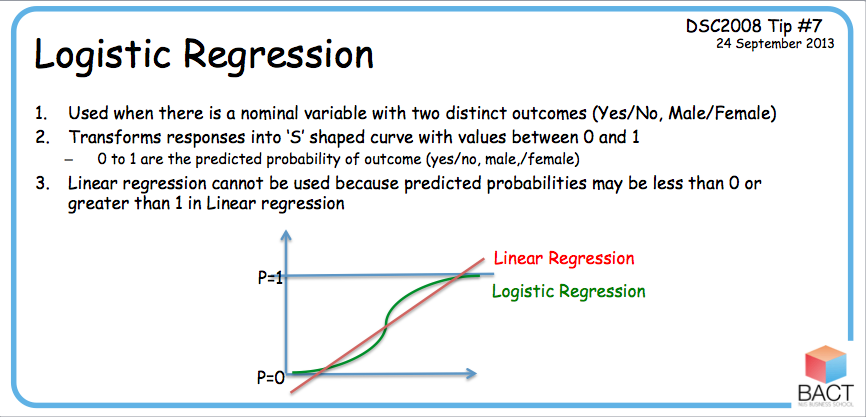 DSC2008 Tip #7
24 September 2013
Logistic Regression
1. Used when there is a nominal variable with two distinct outcomes (Yes/No, Male/Female)
2. Transforms responses into ‘S’ shaped curve with values between 0 and 1
– 0 to 1 are the predicted probability of outcome (yes/no, male,/female)
3. Linear regression cannot be used because predicted probabilities may be less than 0 or
greater than 1 in Linear regression
Linear Regression
P=1
Logistic Regression
P=0
BACT
NUS BUSINESS SCHOOL